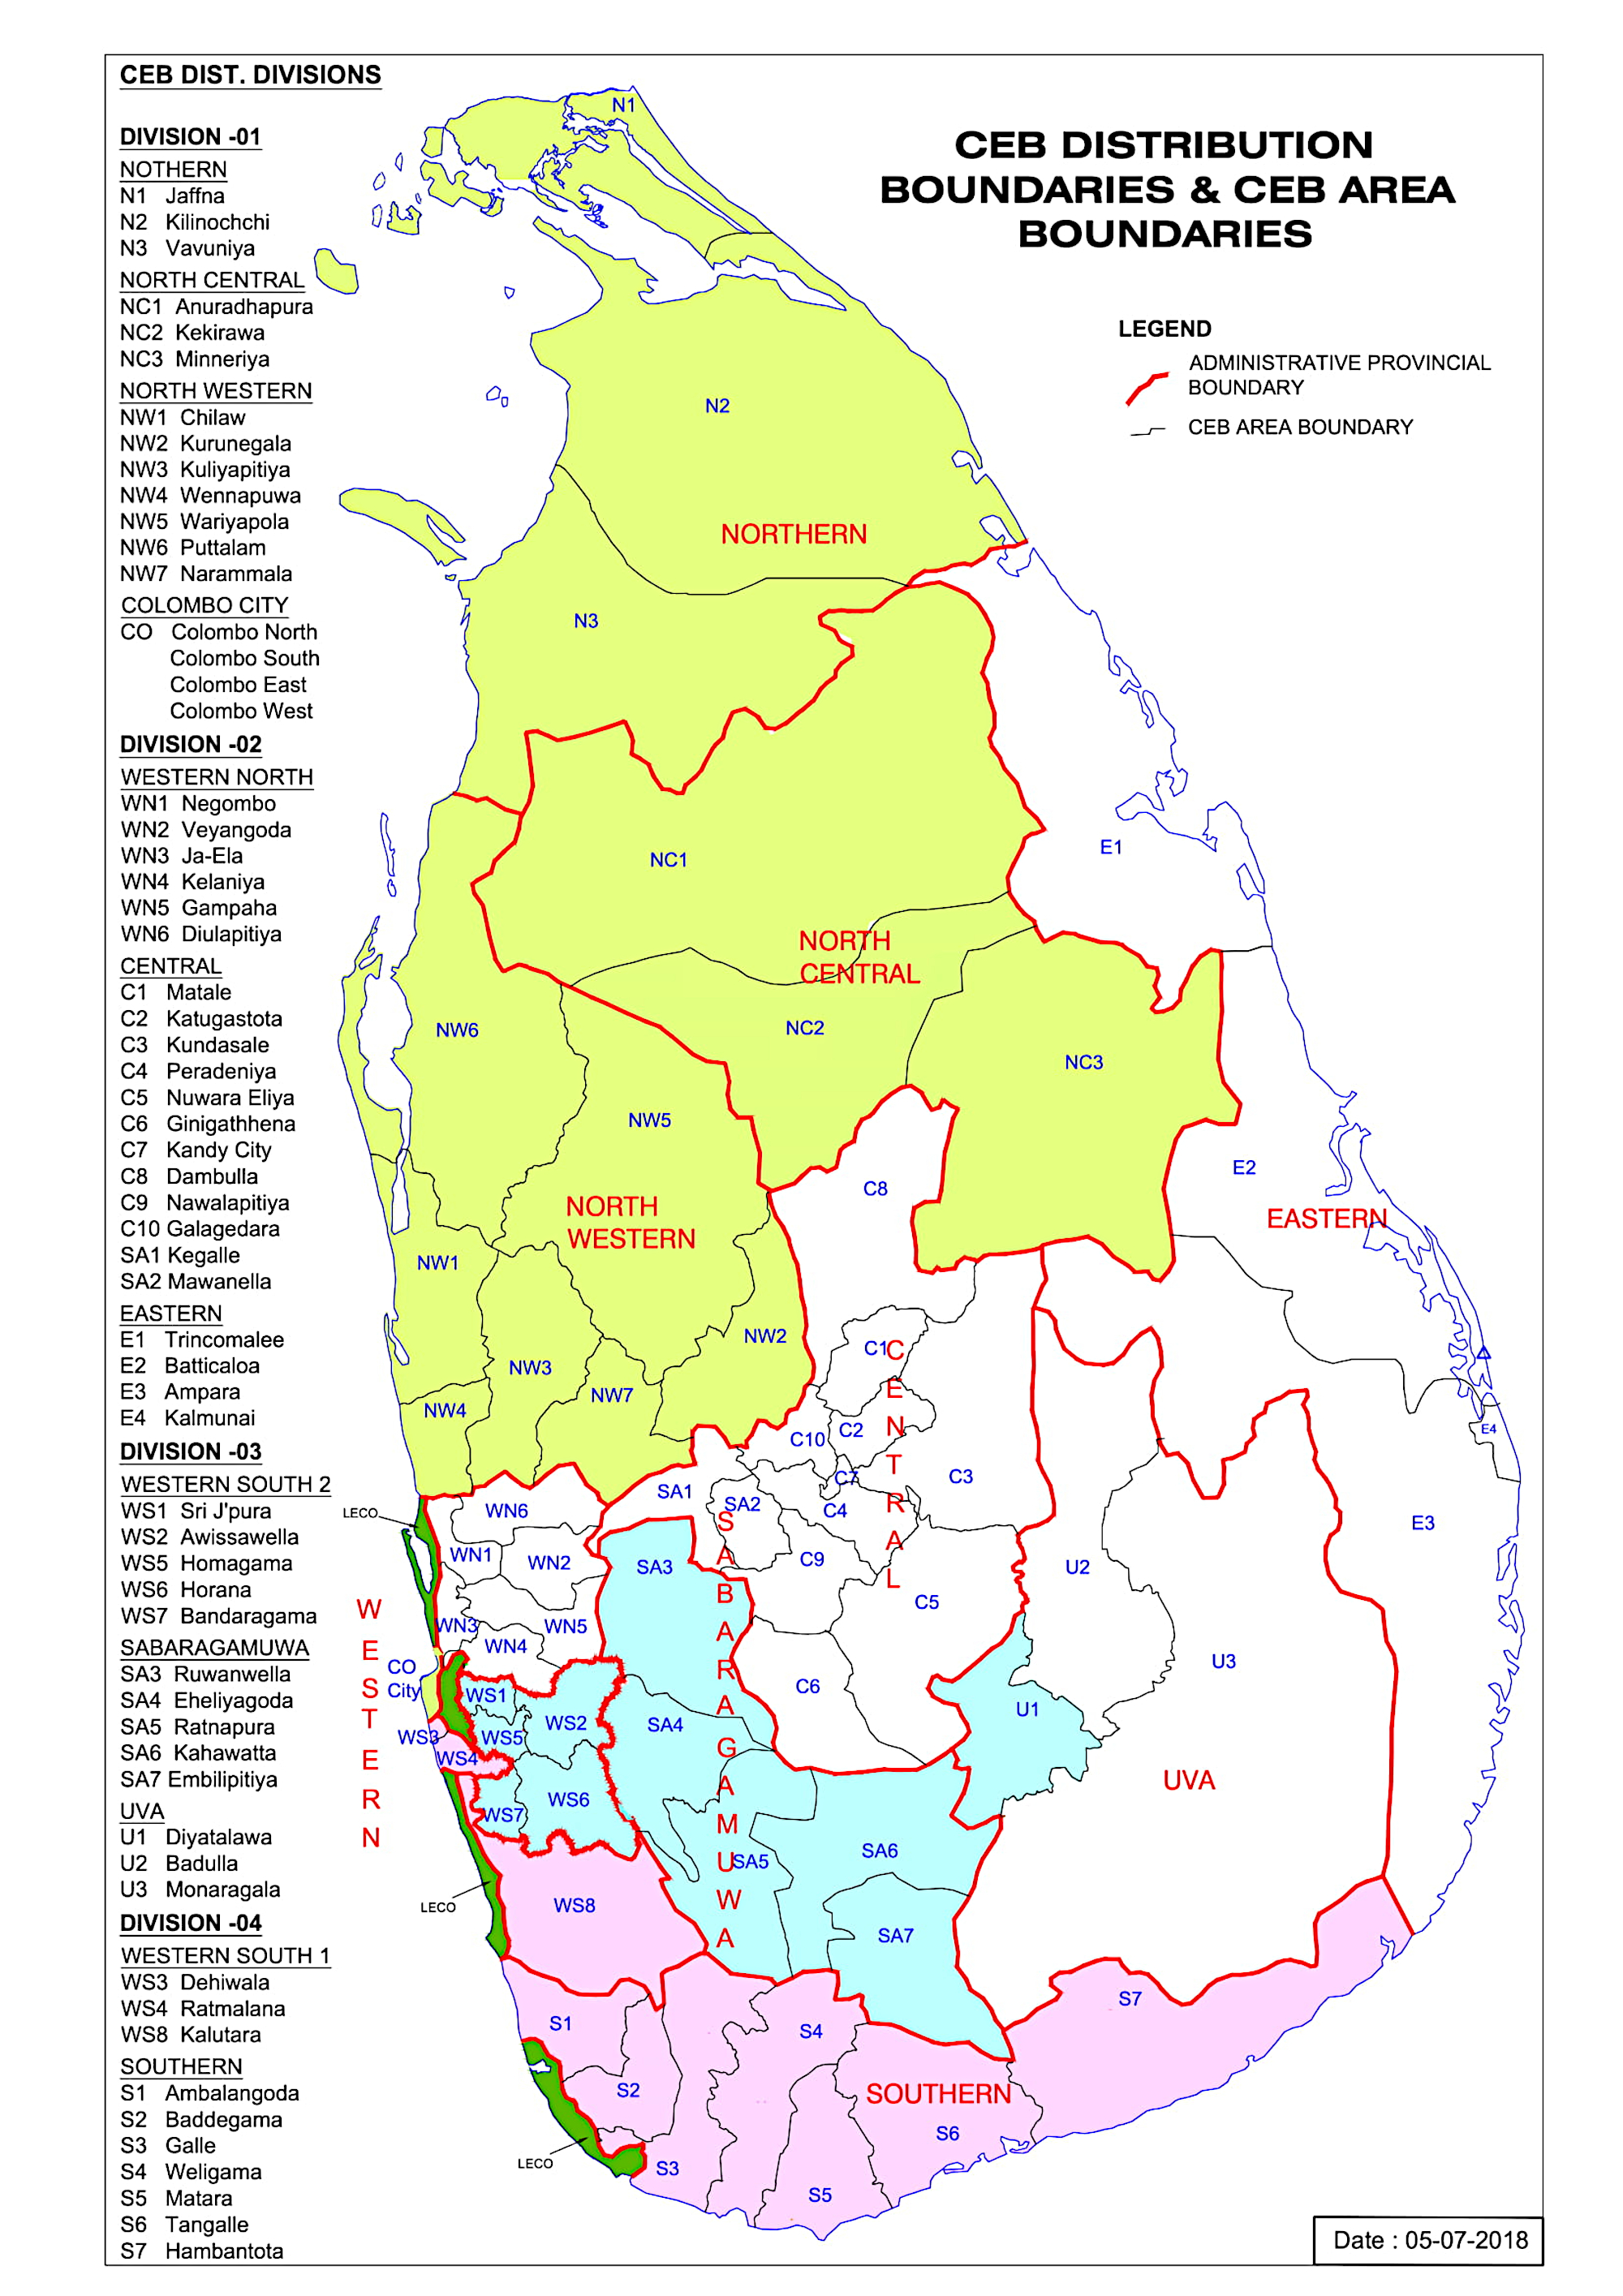 CEB DIST. DIVISIONS
DIVISION -01
NOTHERN
N1 Jaffna
N2 Kilinochchi
N3 Vavuniya
NORTH CENTRAL
NC1 Anuradhapura
NC2 Kekirawa
NC3 Minneriya
NORTH WESTERN
NW1 Chilaw
NW2 Kurunegala
NW3 Kuliyapitiya
NW4 Wennapuwa
NW5 Wariyapola
NW6 Puttalam
NW7 Narammala
COLOMBO CITY
CO Colombo North
Colombo South
Colombo East
Colombo West
DIVISION -02
WESTERN NORTH
WN1 Negombo
WN2 Veyangoda
WN3 Ja-Ela
WN4 Kelaniya
WN5 Gampaha
WN6 Diulapitiya
CENTRAL
C1 Matale
C2 Katugastota
C3 Kundasale
C4 Peradeniya
C5 Nuwara Eliya
C6 Ginigathhena
C7 Kandy City
C8 Dambulla
C9 Nawalapitiya
C10 Galagedara
SA1 Kegalle
SA2 Mawanella
EASTERN
E1 Trincomalee
E2 Batticaloa
E3 Ampara
E4 Kalmunai
DIVISION -03
WESTERN SOUTH 2
WS1 Sri J'pura
WS2 Awissawella
WS5 Homagama
WS6 Horana
WS7 Bandaragama
SABARAGAMUWA
SA3 Ruwanwella
SA4 Eheliyagoda
SA5 Ratnapura
SA6 Kahawatta
SA7 Embilipitiya
UVA
U1 Diyatalawa
U2 Badulla
U3 Monaragala
DIVISION -04
WESTERN SOUTH 1
WS3 Dehiwala
WS4 Ratmalana
WS8 Kalutara
SOUTHERN
S1 Ambalangoda
S2 Baddegama
S3 Galle
S4 Weligama
S5 Matara
S6 Tangalle
S7 Hambantota
CEB DISTRIBUTION
BOUNDARIES & CEB AREA
BOUNDARIES
LEGEND
ADMINISTRATIVE PROVINCIAL
BOUNDARY
CEB AREA BOUNDARY
N1
N2
NORTHERN
N3
E1
NC1
NORTH
CENTRAL
NC2
NC3
NW6
NW5
NORTH
WESTERN
E2
EASTERN
C8
NW1
NW2
NW3
NW7
NW4
C1
CENTRAL
C2
C10
C7
C3
C4
SA1
SA2
SABARAGAMUWA
E4
E3
LECO
WN6
WN1
WN2
SA3
C9
U2
C5
WESTERN
WN3
WN5
WN4
CO
City
C6
U3
WS1
U1
WS2
SA4
WS3
WS5
WS4
UVA
WS6
WS7
SA5
SA6
LECO
WS8
SA7
S7
S1
S4
S2
SOUTHERN
S6
LECO
S3
S5
Date : 05-07-2018